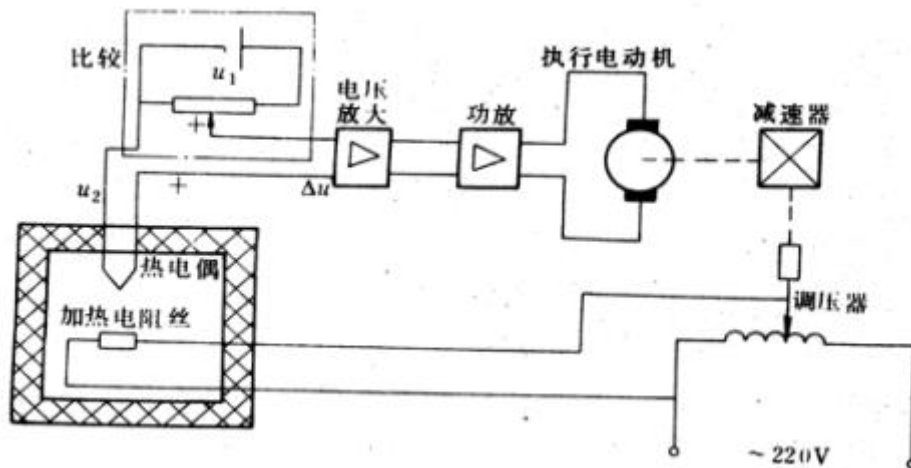 比较
u₁
+
电压
放大
功放
执行电动机
减速器
u₂
+
Δu
热电偶
加热电阻丝
调压器
~220V